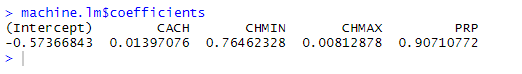 > machine.lm$coefficients
(Intercept) CACH CHMIN CHMAX PRP
-0.57366843 0.01397076 0.76462328 0.00812878 0.90710772
>